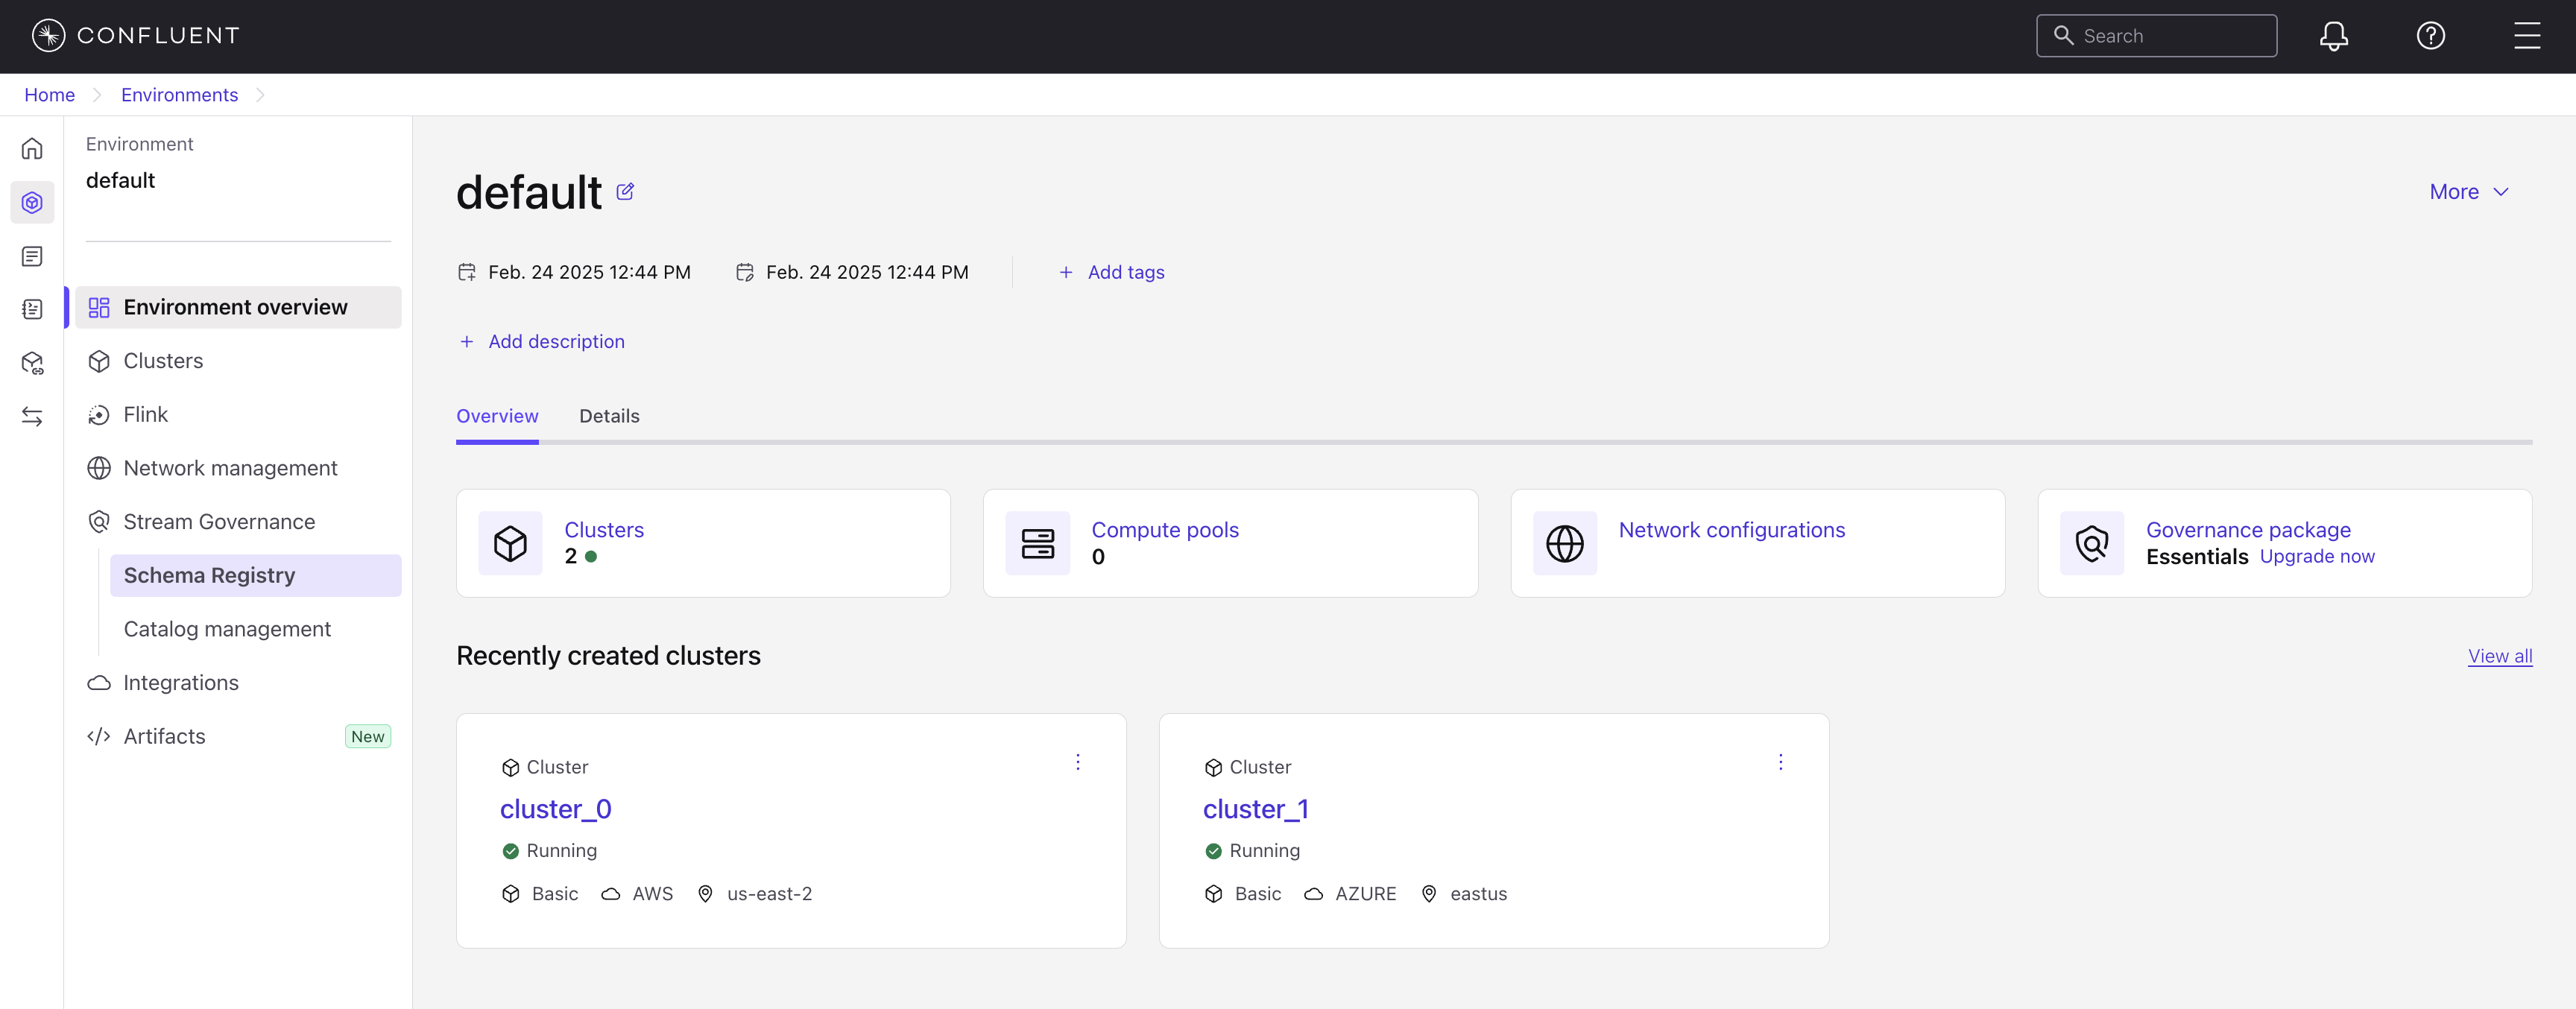 CONFLUENT
Search
Home
Environments
Environment
default
Environment overview
Clusters
Flink
Network management
Stream Governance
Schema Registry
Catalog management
Integrations
Artifacts
New
default
More
Feb. 24 2025 12:44 PM
Feb. 24 2025 12:44 PM
+ Add tags
+ Add description
Overview
Details
Clusters
2
Compute pools
0
Network configurations
Governance package
Essentials Upgrade now
Recently created clusters
View all
Cluster
cluster_0
Running
Basic AWS us-east-2
Cluster
cluster_1
Running
Basic AZURE eastus